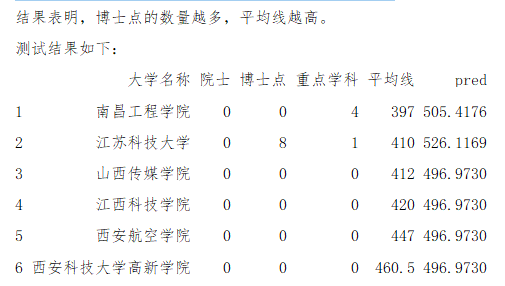 结果表明，博士点的数量越多，平均线越高。
测试结果如下：
大学名称 院士 博士点 重点学科 平均线 pred
1 南昌工程学院 0 0 4 397 505.4176
2 江苏科技大学 0 8 1 410 526.1169
3 山西传媒学院 0 0 0 412 496.9730
4 江西科技学院 0 0 0 420 496.9730
5 西安航空学院 0 0 0 447 496.9730
6 西安科技大学高新学院 0 0 0 460.5 496.9730